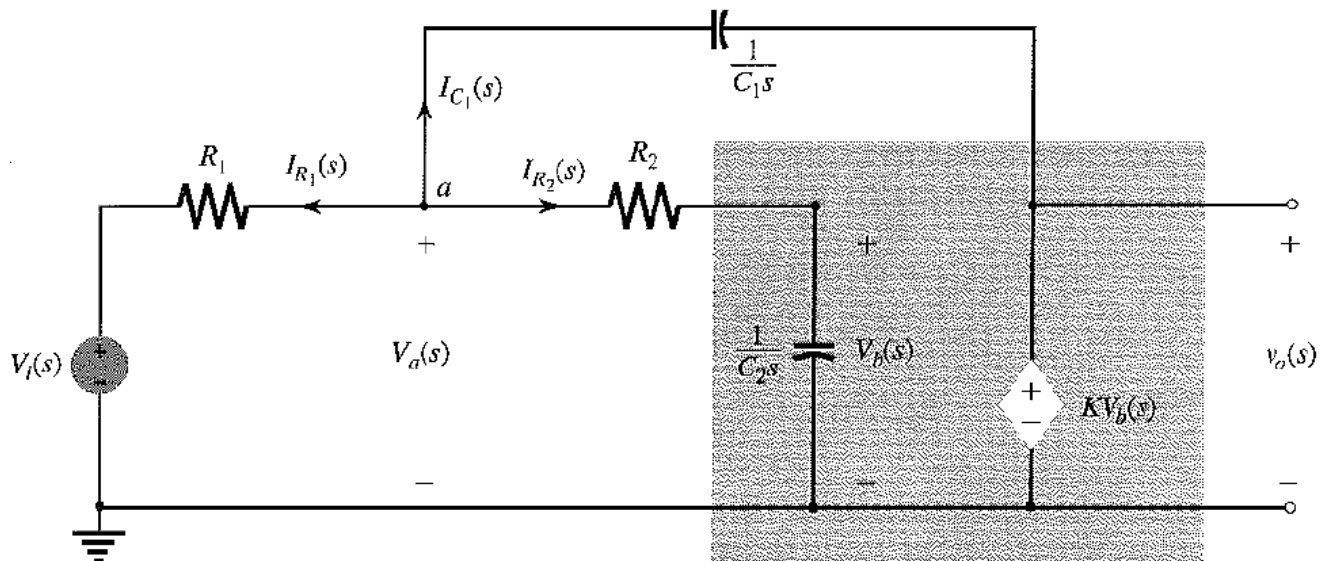 1
C₁s
I_C₁(s)
R₁
I_R₁(s)
a
I_R₂(s)
R₂
+
+
+
V_i(s)
+
−
V_a(s)
1
C₂s
V_b(s)
+
−
KV_b(s)
v_o(s)
−
−
−